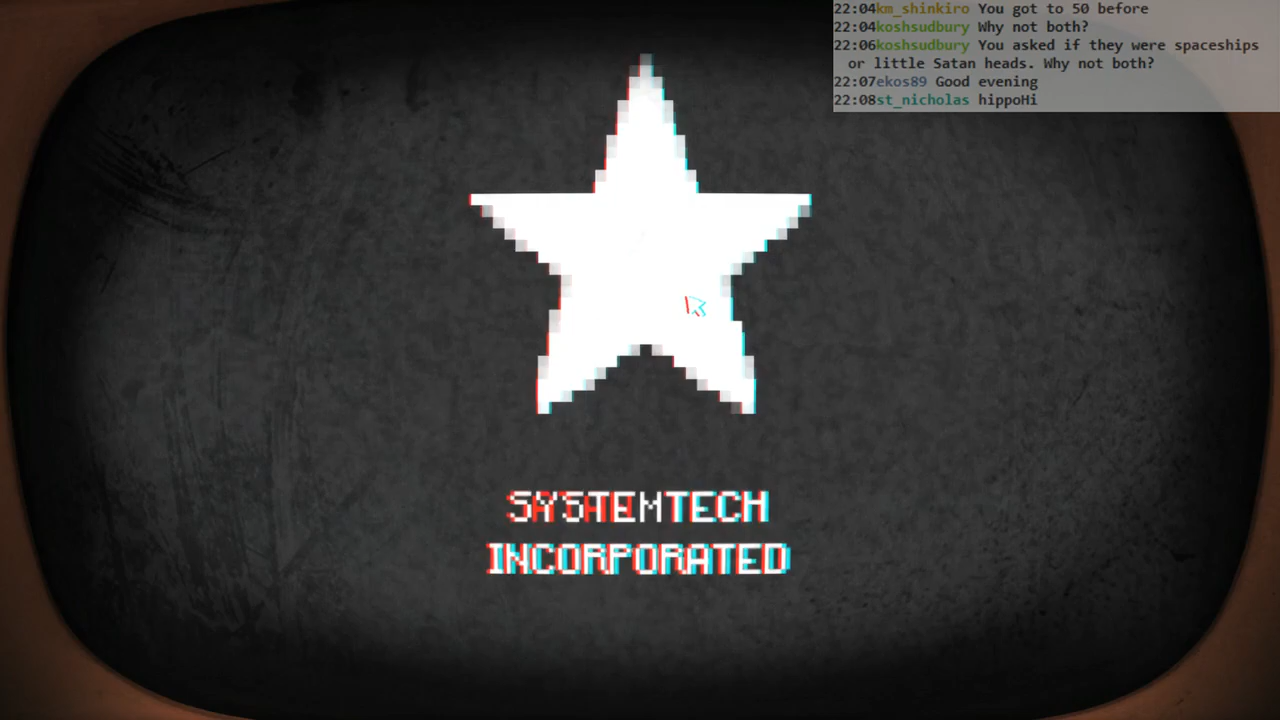 22:04km_shinkiro You got to 50 before
22:04koshsudbury Why not both?
22:06koshsudbury You asked if they were spaceships
or little Satan heads. Why not both?
22:07ekos89 Good evening
22:08st_nicholas hippoHi
INCORPORATED